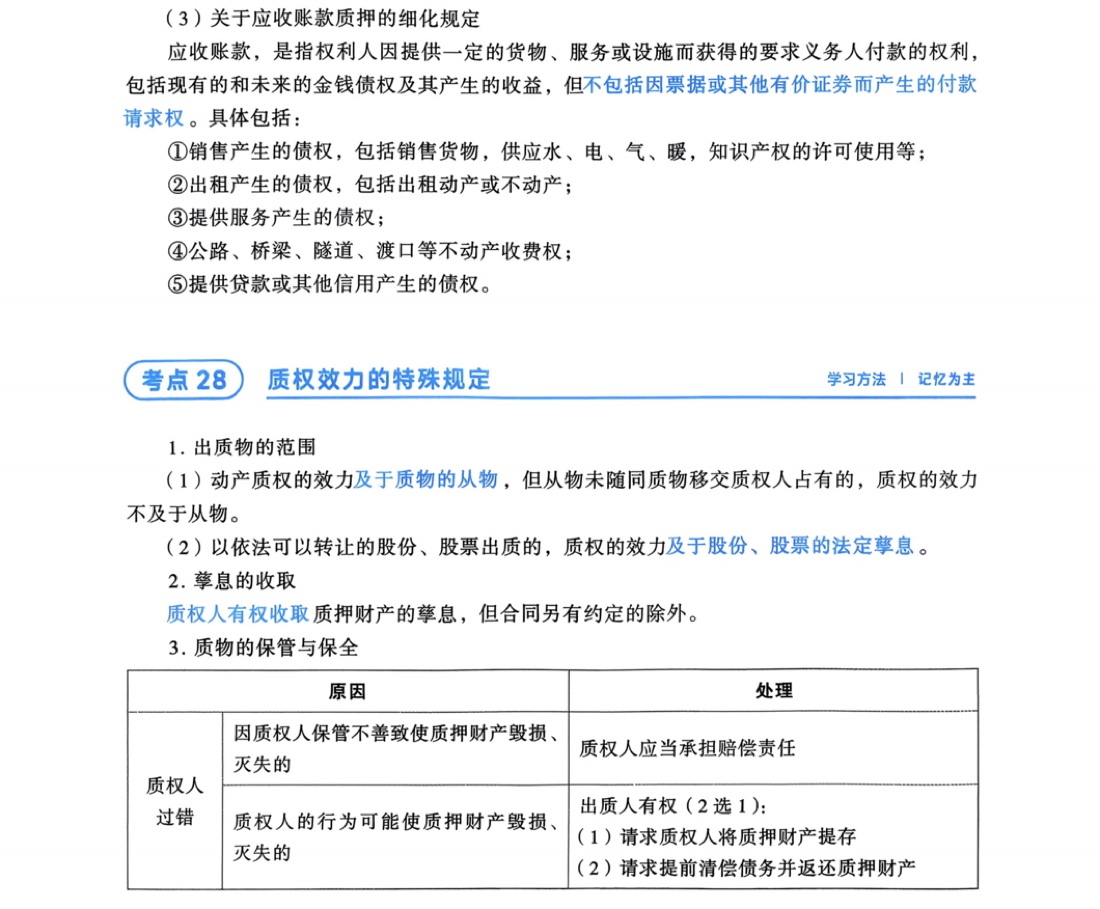 （3）关于应收账款质押的细化规定
应收账款，是指权利人因提供一定的货物、服务或设施而获得的要求义务人付款的权利，
包括现有的和未来的金钱债权及其产生的收益，但不包括因票据或其他有价证券而产生的付款
请求权。具体包括：
①销售产生的债权，包括销售货物，供应水、电、气、暖，知识产权的许可使用等；
②出租产生的债权，包括出租动产或不动产；
③提供服务产生的债权；
④公路、桥梁、隧道、渡口等不动产收费权；
⑤提供贷款或其他信用产生的债权。
考点 28 质权效力的特殊规定 学习方法 | 记忆为主
1. 出质物的范围
（1）动产质权的效力及于质物的从物，但从物未随同质物移交质权人占有的，质权的效力
不及于从物。
（2）以依法可以转让的股份、股票出质的，质权的效力及于股份、股票的法定孳息。
2. 孳息的收取
质权人有权收取质押财产的孳息，但合同另有约定的除外。
3. 质物的保管与保全
原因 处理
质权人
过错
因质权人保管不善致使质押财产毁损、
灭失的
质权人应当承担赔偿责任
质权人的行为可能使质押财产毁损、
灭失的
出质人有权（2 选 1）：
（1）请求质权人将质押财产提存
（2）请求提前清偿债务并返还质押财产